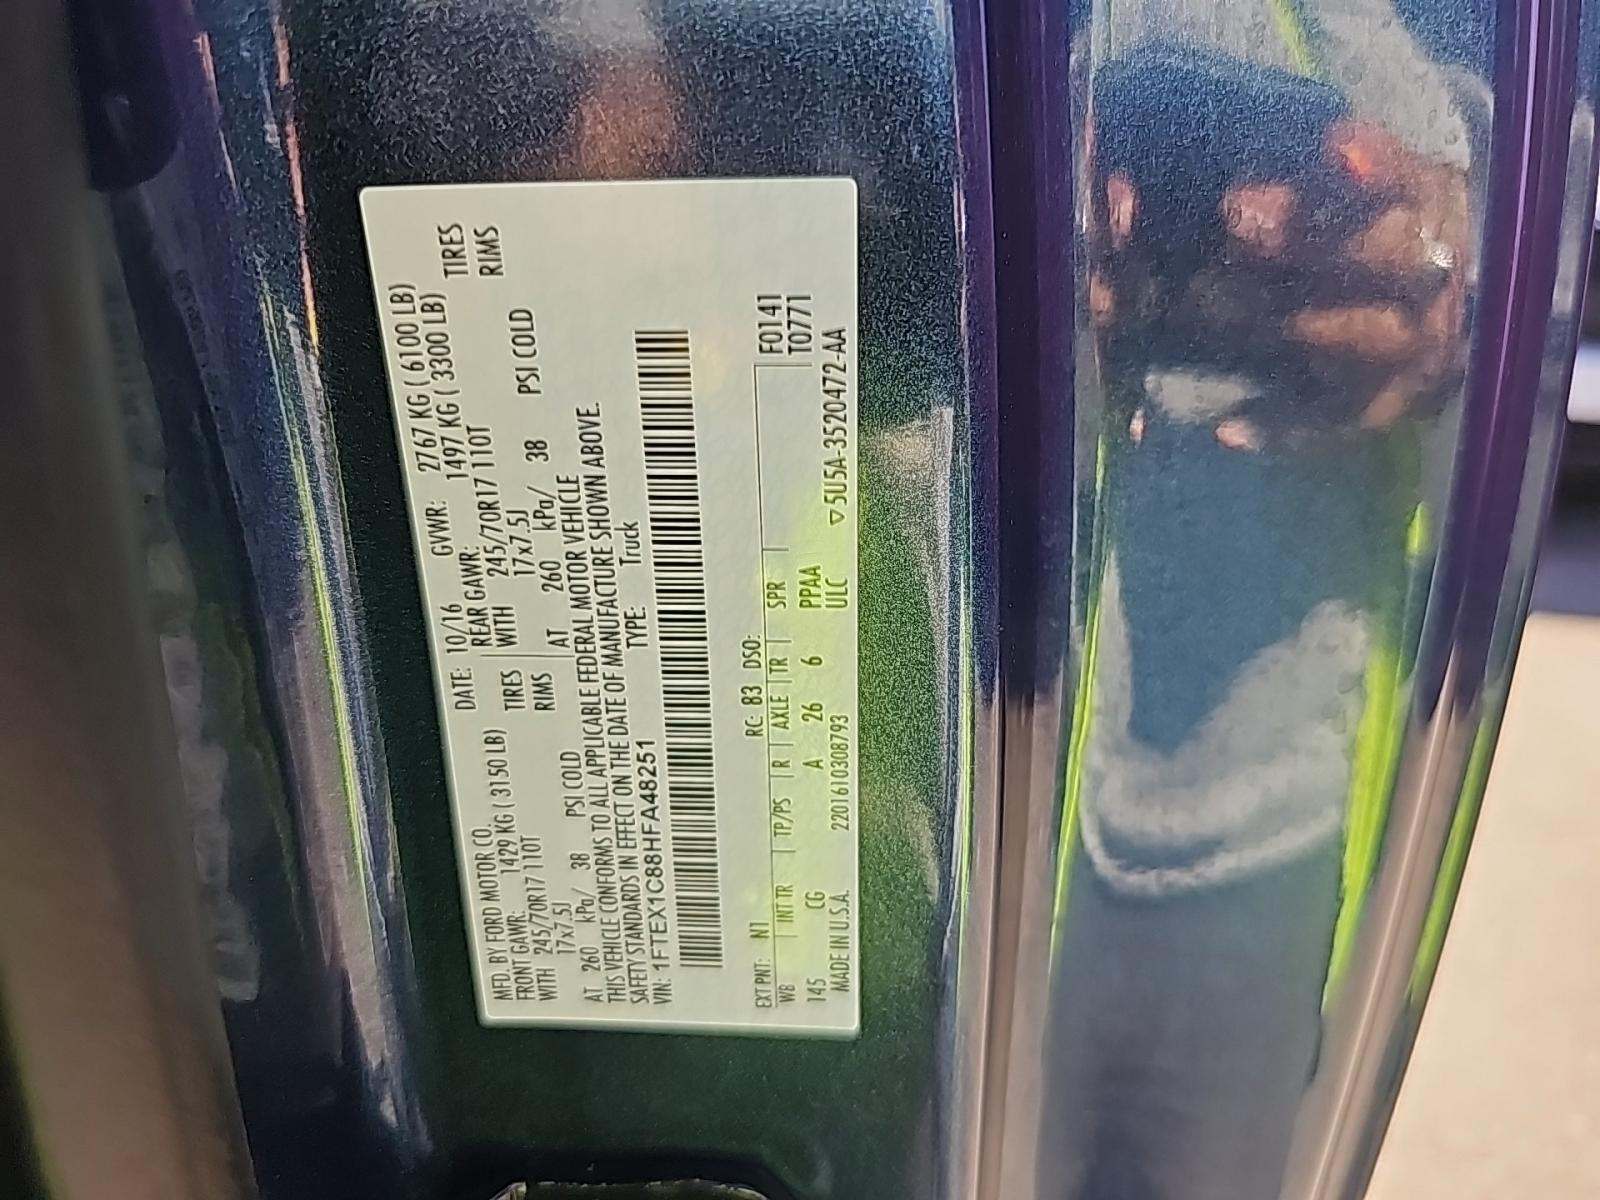 MFD. BY FORD MOTOR CO. DATE: 10/16 GVWR: 2767 KG ( 6100 LB)
FRONT GAWR: 1429 KG ( 3150 LB) REAR GAWR: 1497 KG ( 3300 LB)
WITH 245/70R17 110T TIRES WITH 245/70R17 110T TIRES
17x7.5J RIMS 17x7.5J RIMS
AT 260 kPa/ 38 PSI COLD AT 260 kPa/ 38 PSI COLD
THIS VEHICLE CONFORMS TO ALL APPLICABLE FEDERAL MOTOR VEHICLE
SAFETY STANDARDS IN EFFECT ON THE DATE OF MANUFACTURE SHOWN ABOVE.
VIN: 1FTEX1C88HFA48251 TYPE: Truck
EXT PNT: N1 RC: 83 DSO: F0141
WB INT TR TP/PS R AXLE TR SPR T0771
145 CG A 26 6 PPAA
MADE IN U.S.A. 2201610308793 ULC ▽5U5A-3520472-AA